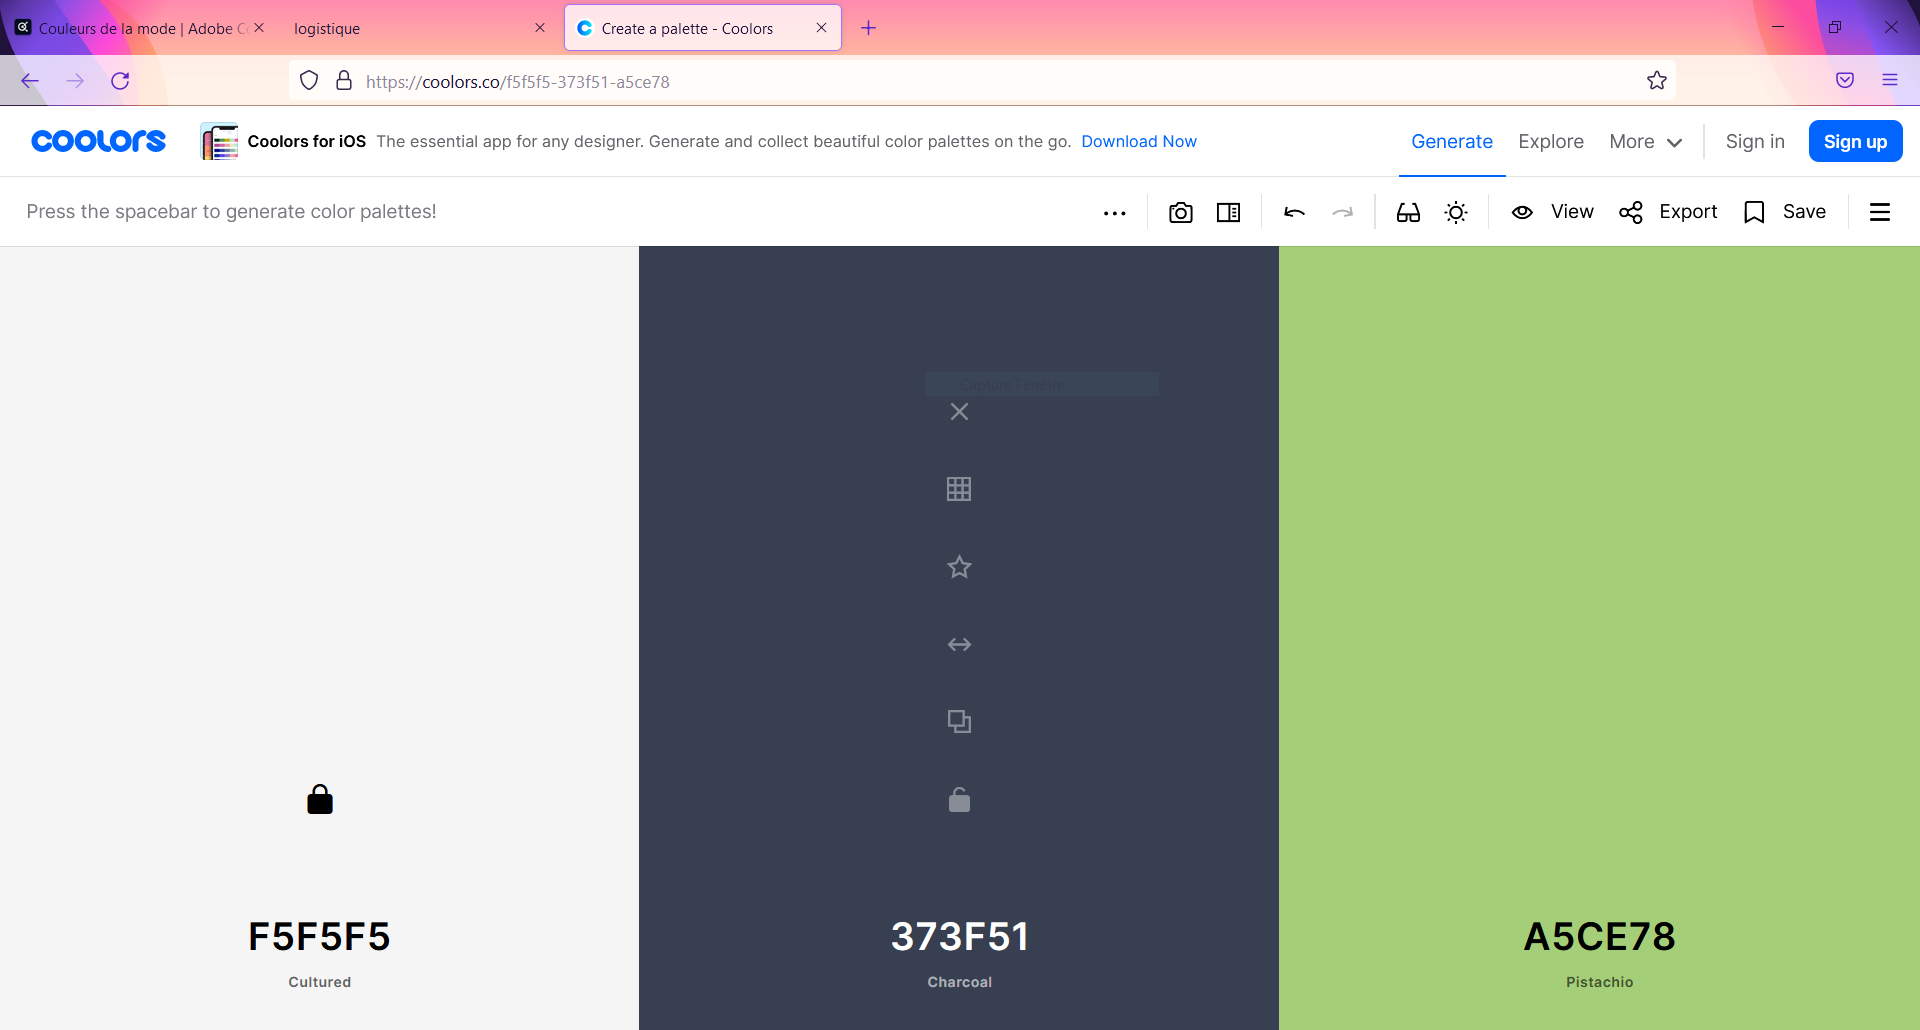 Couleurs de la mode | Adobe Co
logistique
Create a palette - Coolors
https://coolors.co/f5f5f5-373f51-a5ce78
coolors
Coolors for iOS The essential app for any designer. Generate and collect beautiful color palettes on the go. Download Now
Generate
Explore
More
Sign in
Sign up
Press the spacebar to generate color palettes!
View
Export
Save
Capture Fenêtre
F5F5F5
Cultured
373F51
Charcoal
A5CE78
Pistachio